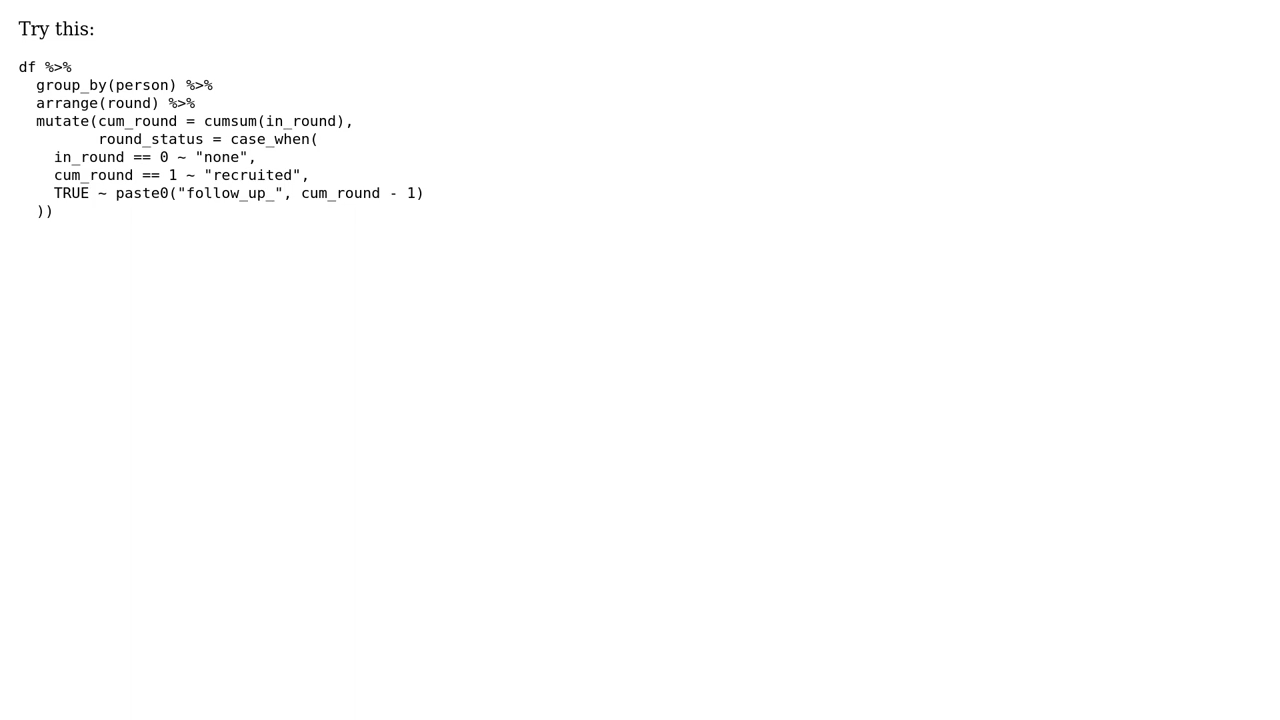 Try this:
df %>%
  group_by(person) %>%
  arrange(round) %>%
  mutate(cum_round = cumsum(in_round),
         round_status = case_when(
    in_round == 0 ~ "none",
    cum_round == 1 ~ "recruited",
    TRUE ~ paste0("follow_up_", cum_round - 1)
  ))